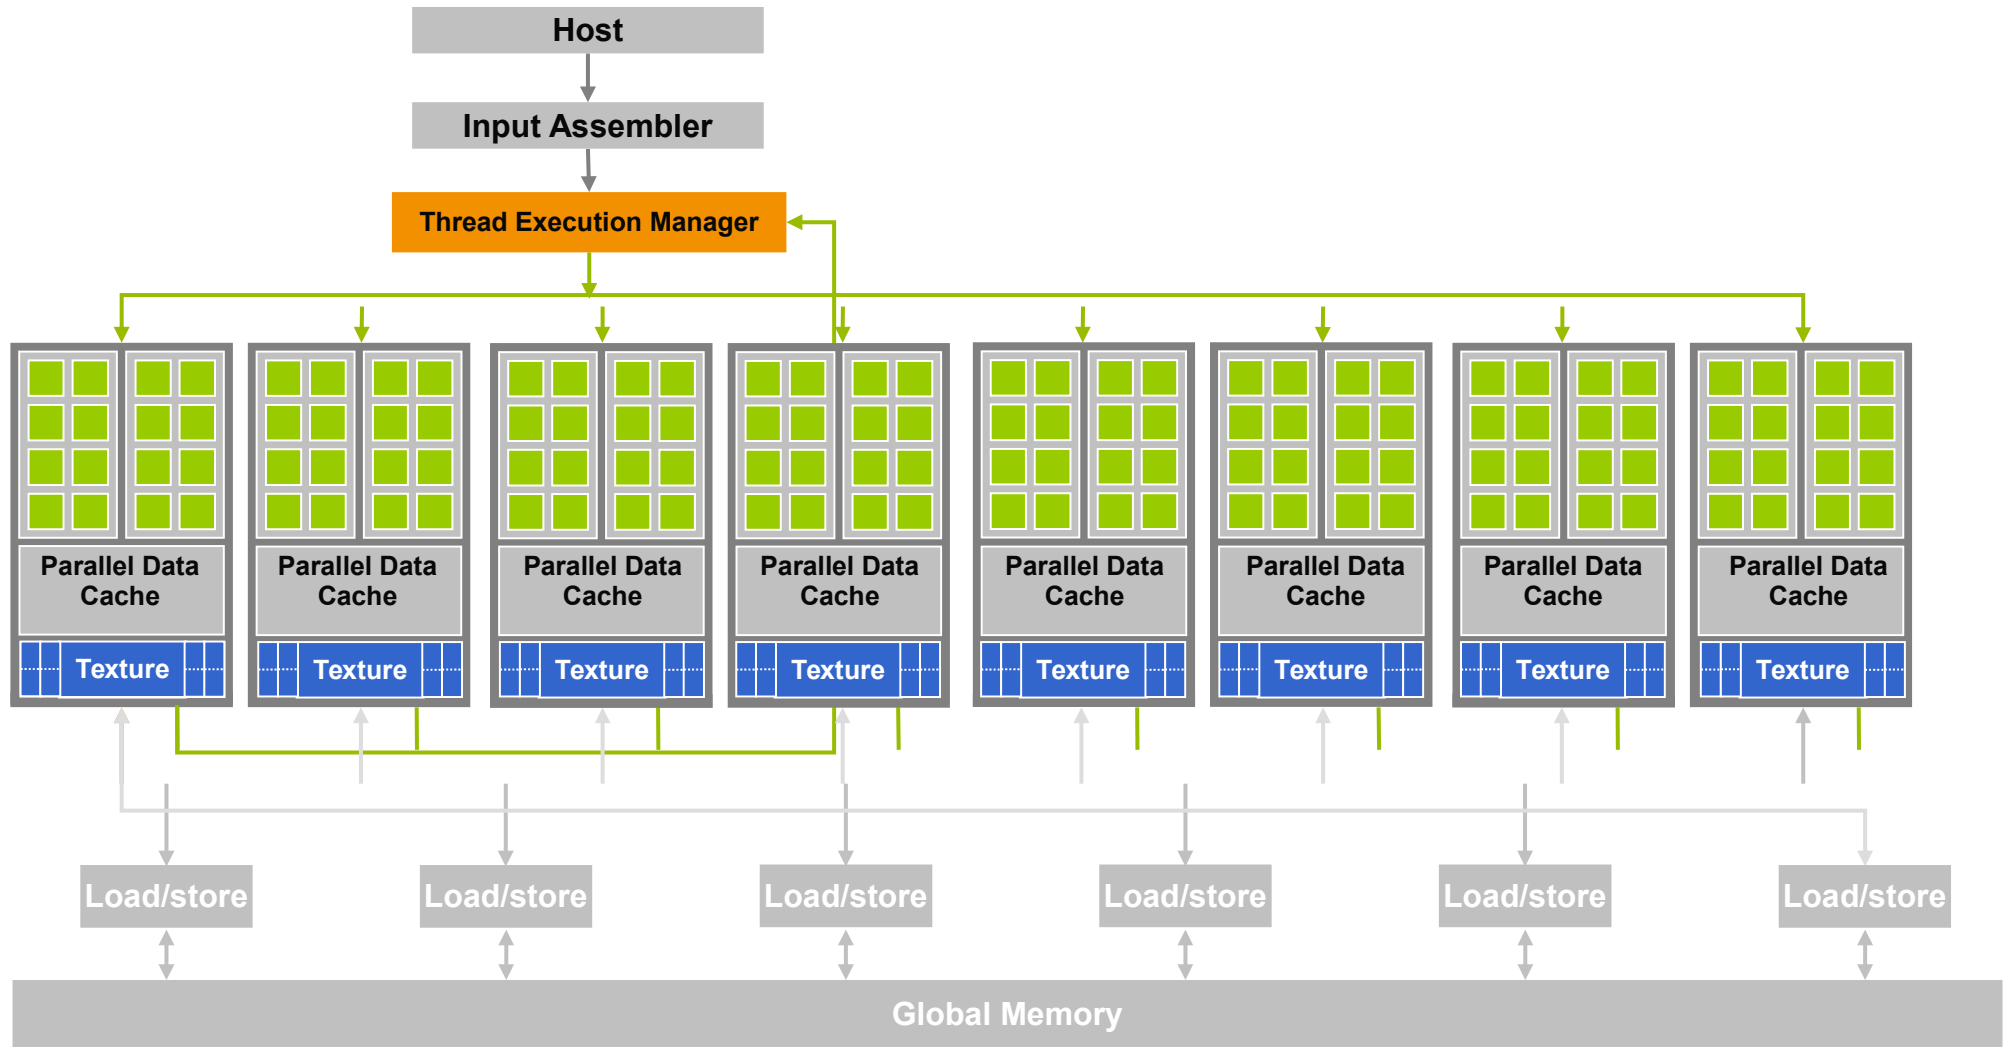 Host
Input Assembler
Thread Execution Manager
Parallel Data
Cache
Parallel Data
Cache
Parallel Data
Cache
Parallel Data
Cache
Parallel Data
Cache
Parallel Data
Cache
Parallel Data
Cache
Parallel Data
Cache
Texture
Texture
Texture
Texture
Texture
Texture
Texture
Texture
Load/store
Load/store
Load/store
Load/store
Load/store
Load/store
Global Memory